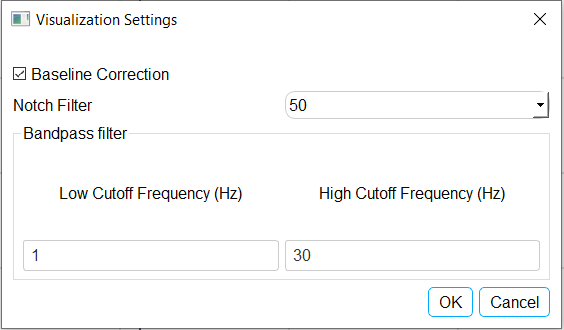 Visualization Settings
Baseline Correction
Notch Filter 50
Bandpass filter
Low Cutoff Frequency (Hz) High Cutoff Frequency (Hz)
1 30
OK Cancel